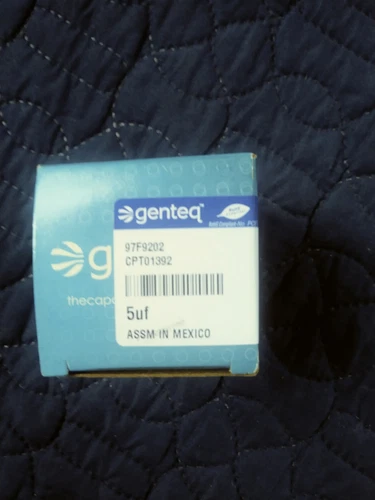 genteq
97F9202
CPT01392
5uf
ASSM IN MEXICO
g
thecapa